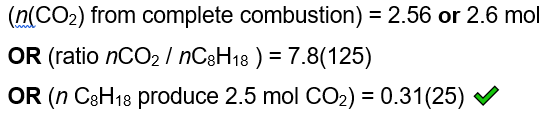 (n(CO₂) from complete combustion) = 2.56 or 2.6 mol
OR (ratio nCO₂ / nC₈H₁₈ ) = 7.8(125)
OR (n C₈H₁₈ produce 2.5 mol CO₂) = 0.31(25) ✔